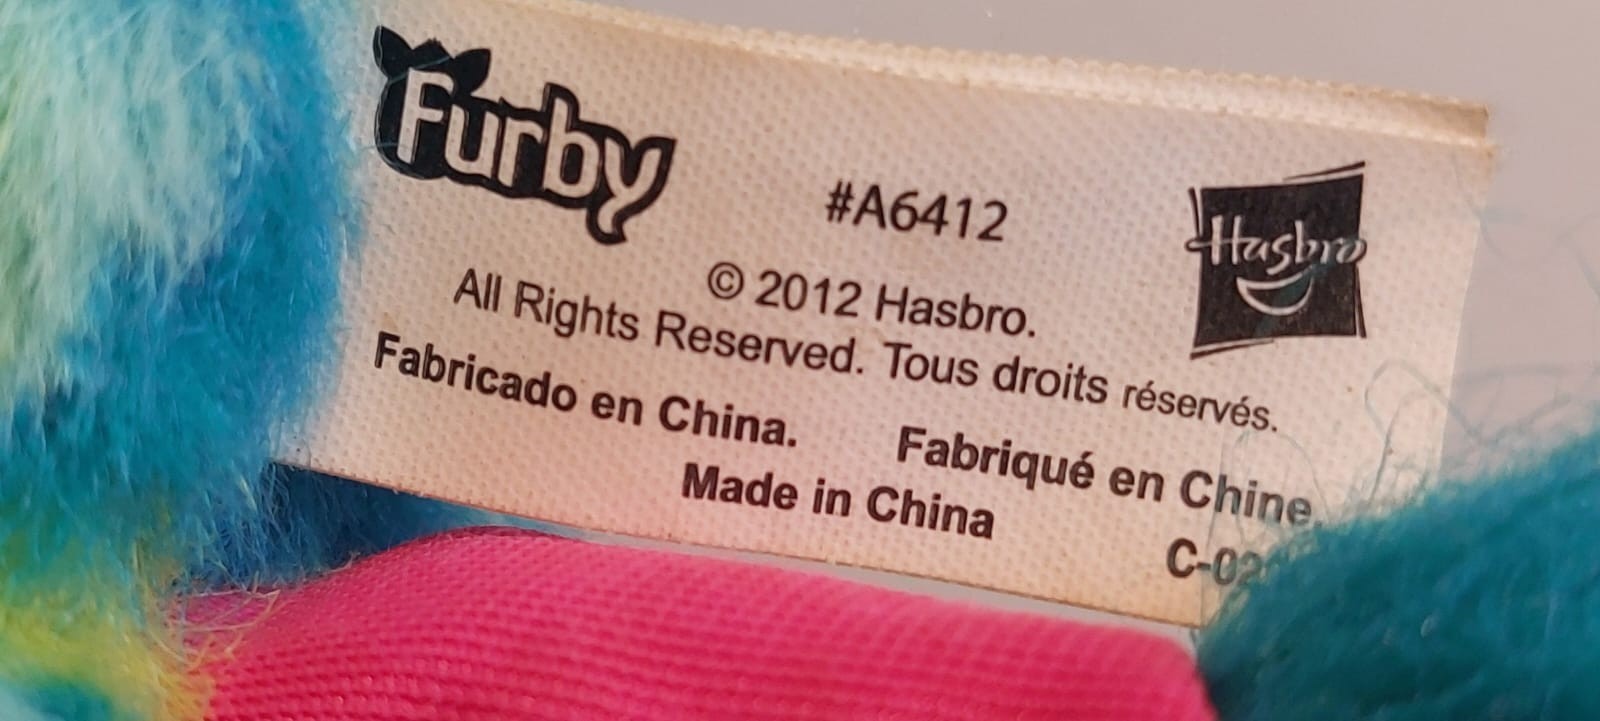 Furby
#A6412
Hasbro
© 2012 Hasbro.
All Rights Reserved. Tous droits réservés.
Fabricado en China. Fabriqué en Chine.
Made in China